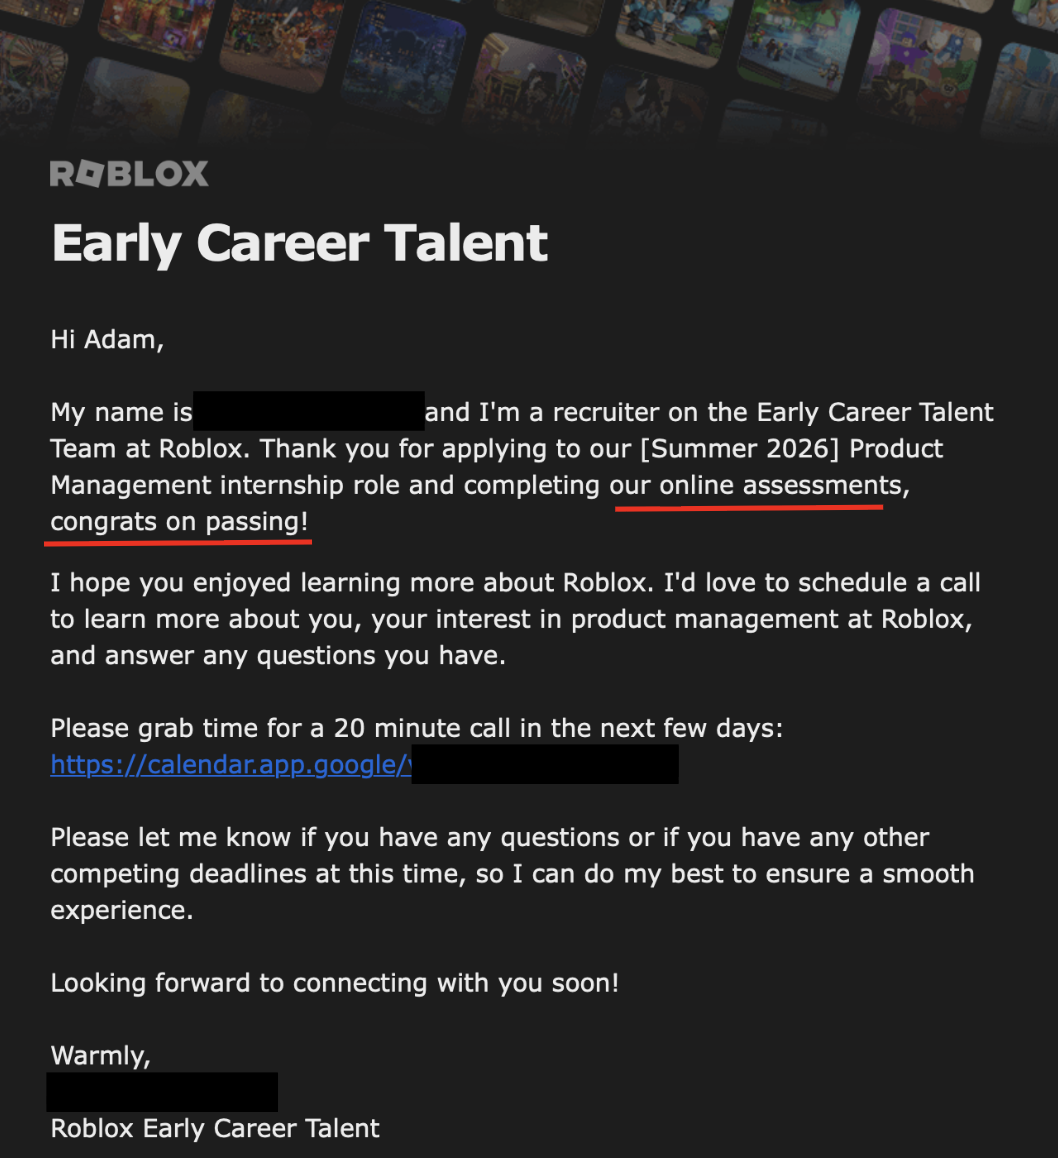 ROBLOX
Early Career Talent
Hi Adam,
My name is and I'm a recruiter on the Early Career Talent
Team at Roblox. Thank you for applying to our [Summer 2026] Product
Management internship role and completing our online assessments,
congrats on passing!
I hope you enjoyed learning more about Roblox. I'd love to schedule a call
to learn more about you, your interest in product management at Roblox,
and answer any questions you have.
Please grab time for a 20 minute call in the next few days:
https://calendar.app.google/
Please let me know if you have any questions or if you have any other
competing deadlines at this time, so I can do my best to ensure a smooth
experience.
Looking forward to connecting with you soon!
Warmly,
Roblox Early Career Talent